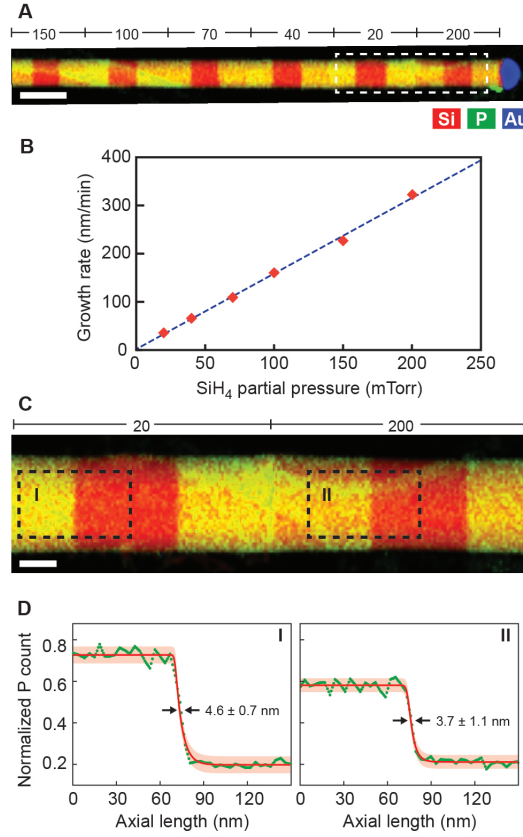 A
150 100 70 40 20 200
Si P Au
B
400
300
200
100
0
Growth rate (nm/min)
0 50 100 150 200 250
SiH4 partial pressure (mTorr)
C
20 200
I II
D
Normalized P count
0.8
0.6
0.4
0.2
I
4.6 ± 0.7 nm
II
3.7 ± 1.1 nm
0 30 60 90 120 0 30 60 90 120
Axial length (nm) Axial length (nm)